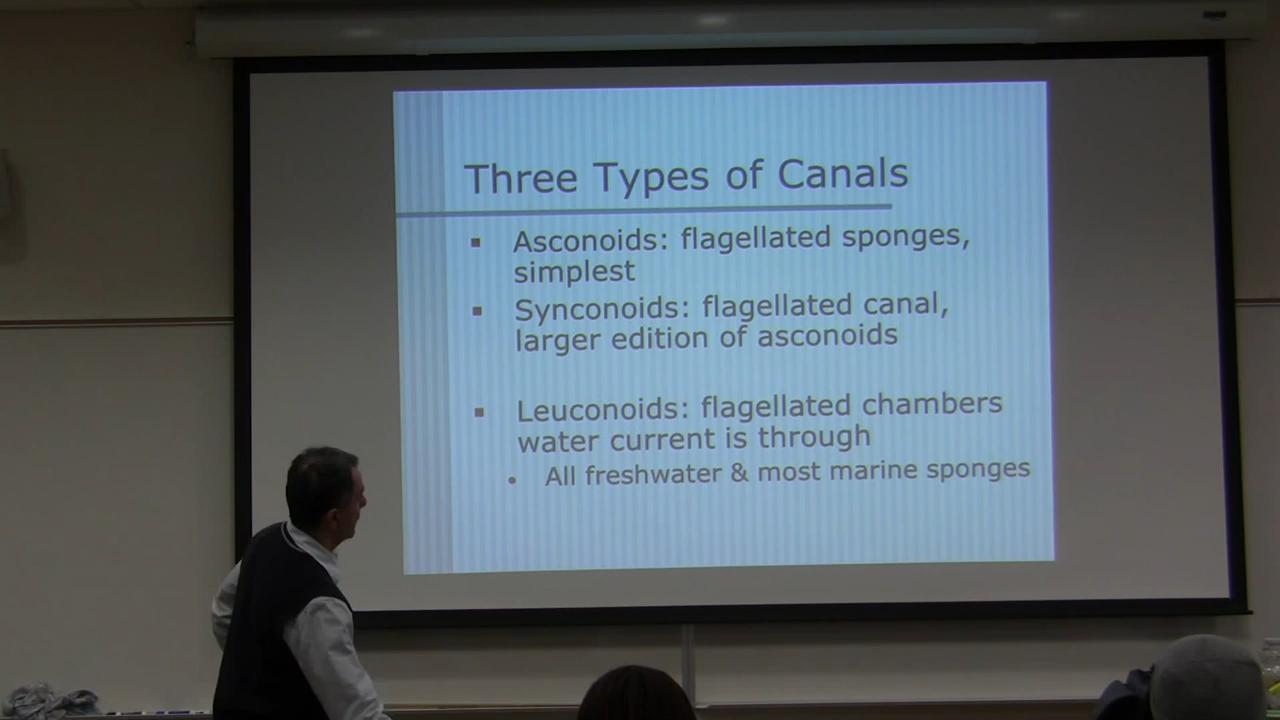 Three Types of Canals
▪ Asconoids: flagellated sponges,
simplest
▪ Synconoids: flagellated canal,
larger edition of asconoids
▪ Leuconoids: flagellated chambers
water current is through
• All freshwater & most marine sponges